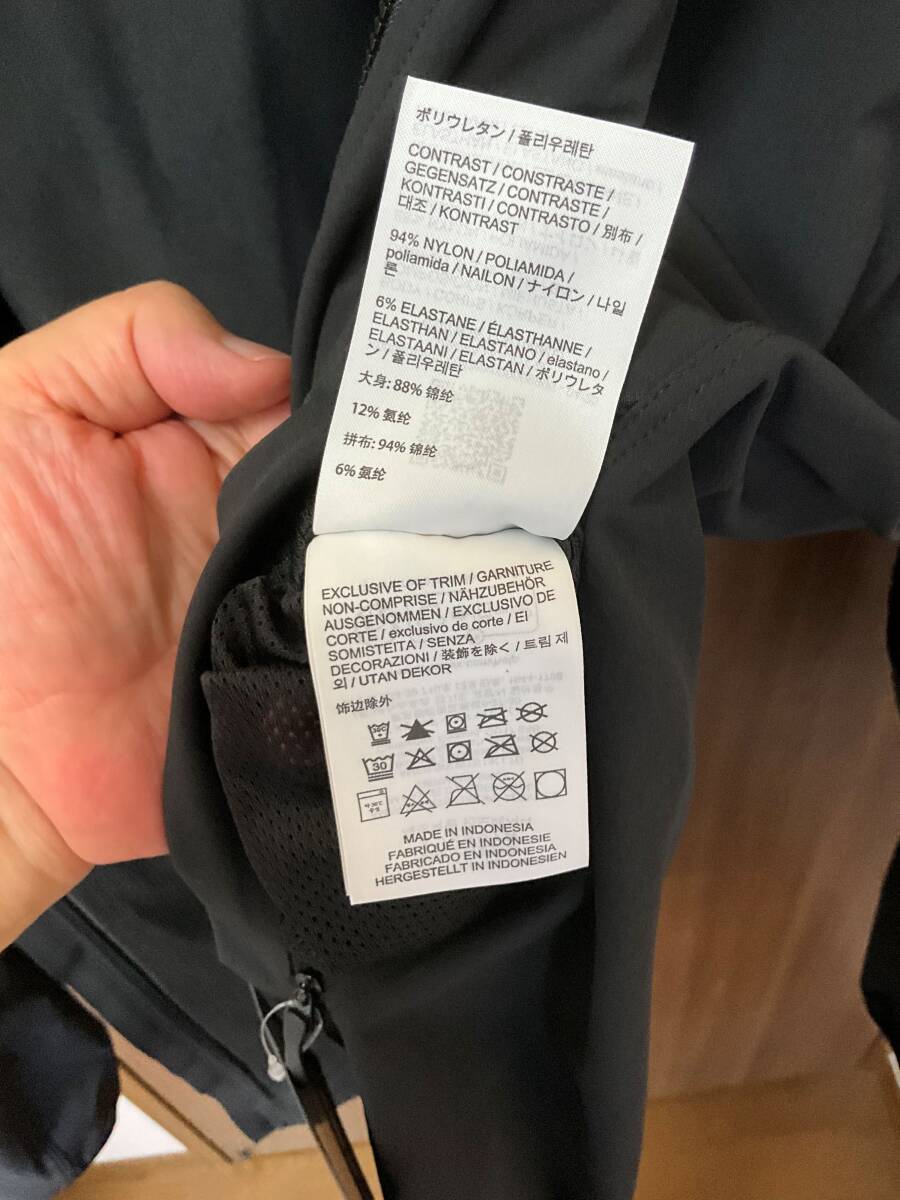 ポリウレタン / 폴리우레탄
CONTRAST / CONSTRASTE /
GEGENSATZ / CONTRASTE /
KONTRASTI / CONTRASTO / 別布 /
대조 / KONTRAST
94% NYLON / POLIAMIDA /
poliamida / NAILON / ナイロン / 나일
론
6% ELASTANE / ÉLASTHANNE /
ELASTHAN / ELASTANO / elastano /
ELASTAANI / ELASTAN / ポリウレタ
ン / 폴리우레탄
大身: 88% 锦纶
12% 氨纶
拼布: 94% 锦纶
6% 氨纶
EXCLUSIVE OF TRIM / GARNITURE
NON-COMPRISE / NÄHZUBEHÖR
AUSGENOMMEN / EXCLUSIVO DE
CORTE / exclusivo de corte / EI
SOMISTEITA / SENZA
DECORAZIONI / 装飾を除く / 트림 제
외 / UTAN DEKOR
饰边除外
30
MADE IN INDONESIA
FABRIQUÉ EN INDONESIE
FABRICADO EN INDONESIA
HERGESTELLT IN INDONESIEN